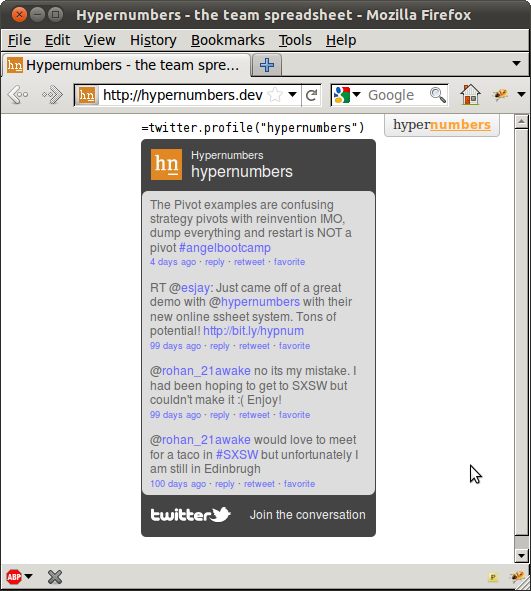 Hypernumbers - the team spreadsheet - Mozilla Firefox
File Edit View History Bookmarks Tools Help
hn Hypernumbers - the team spre...
hn http://hypernumbers.dev Google
=twitter.profile("hypernumbers")
hypernumbers
hn
Hypernumbers
hypernumbers
The Pivot examples are confusing
strategy pivots with reinvention IMO,
dump everything and restart is NOT a
pivot #angelbootcamp
4 days ago · reply · retweet · favorite
RT @esjay: Just came off of a great
demo with @hypernumbers with their
new online ssheet system. Tons of
potential! http://bit.ly/hypnum
99 days ago · reply · retweet · favorite
@rohan_21awake no its my mistake. I
had been hoping to get to SXSW but
couldn't make it :( Enjoy!
99 days ago · reply · retweet · favorite
@rohan_21awake would love to meet
for a taco in #SXSW but unfortunately I
am still in Edinbrugh
100 days ago · reply · retweet · favorite
twitter Join the conversation
ABP P